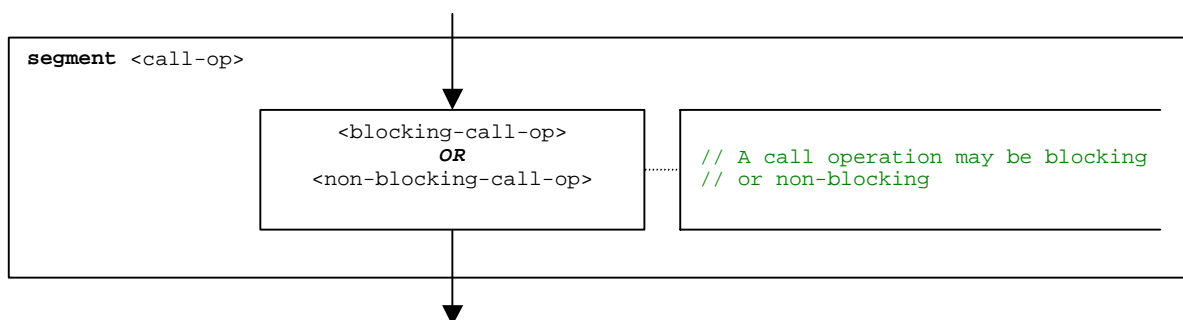 segment <call-op>
<blocking-call-op>
OR
<non-blocking-call-op>
// A call operation may be blocking
// or non-blocking